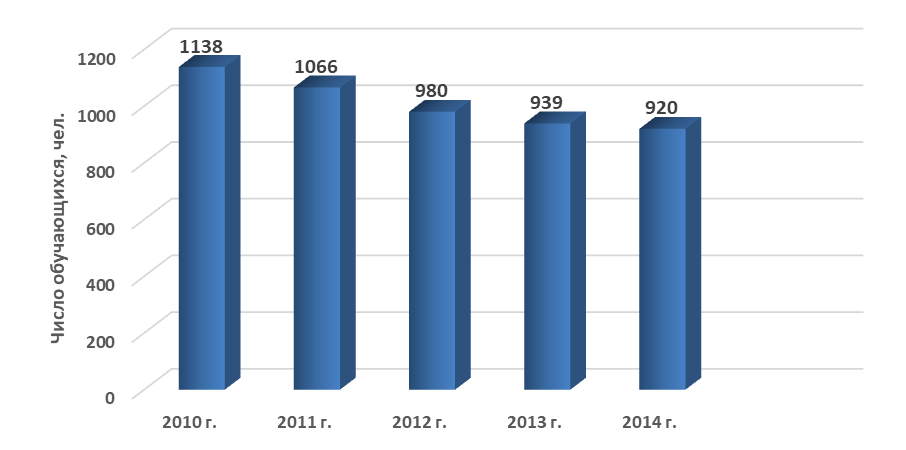 Число обучающихся, чел.
1200
1000
800
600
400
200
0
1138
1066
980
939
920
2010 г.
2011 г.
2012 г.
2013 г.
2014 г.